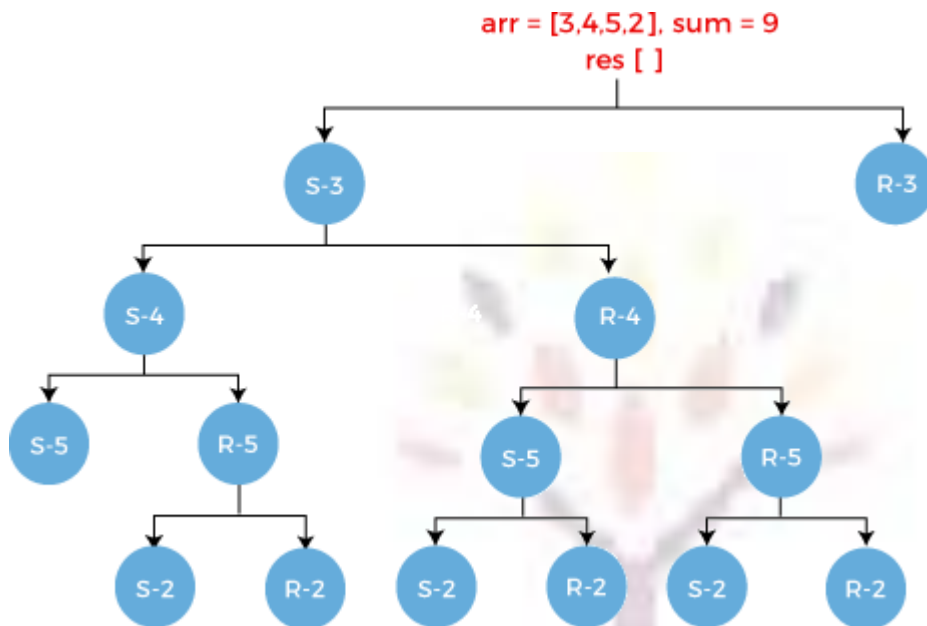 arr = [3,4,5,2], sum = 9
res [ ]
S-3
R-3
S-4
4
R-4
S-5
R-5
S-5
R-5
S-2
R-2
S-2
R-2
S-2
R-2